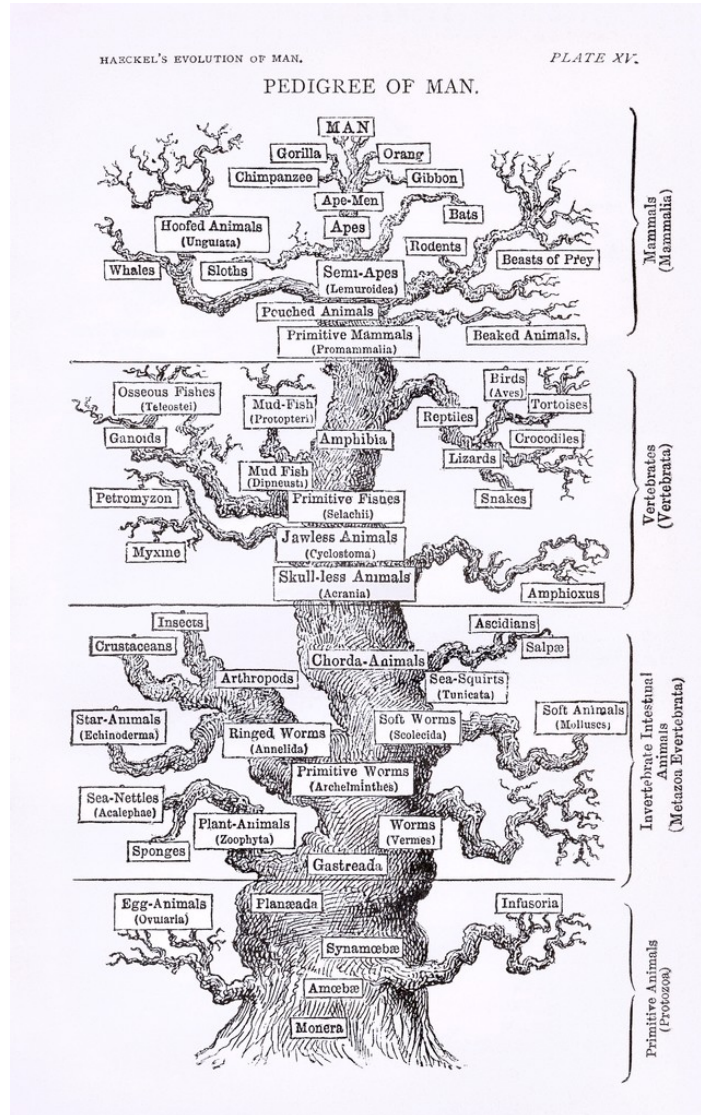 HAECKEL'S EVOLUTION OF MAN.
PLATE XV.
PEDIGREE OF MAN.
MAN
Gorilla
Orang
Chimpanzee
Gibbon
Ape-Men
Bats
Hoofed Animals
(Ungulata)
Apes
Rodents
Beasts of Prey
Whales
Sloths
Semi-Apes
(Lemuroidea)
Pouched Animals
Primitive Mammals
(Promammalia)
Beaked Animals.
Mammals
(Mammalia)
Osseous Fishes
(Teleostei)
Mud-Fish
(Protopteri)
Birds
(Aves)
Tortoises
Reptiles
Ganoids
Amphibia
Crocodiles
Lizards
Mud Fish
(Dipneusti)
Petromyzon
Primitive Fishes
(Selachii)
Snakes
Myxine
Jawless Animals
(Cyclostoma)
Skull-less Animals
(Acrania)
Amphioxus
Vertebrates
(Vertebrata)
Insects
Ascidians
Crustaceans
Salpæ
Chorda-Animals
Arthropods
Sea-Squirts
(Tunicata)
Star-Animals
(Echinoderma)
Ringed Worms
(Annelida)
Soft Worms
(Scolecida)
Soft Animals
(Molluscs)
Primitive Worms
(Archelminthes)
Sea-Nettles
(Acalephae)
Plant-Animals
(Zoophyta)
Worms
(Vermes)
Sponges
Gastreada
Invertebrate Intestinal
Animals
(Metazoa Evertebrata)
Egg-Animals
(Ovularia)
Planæada
Infusoria
Synamœbæ
Amœbæ
Monera
Primitive Animals
(Protozoa)